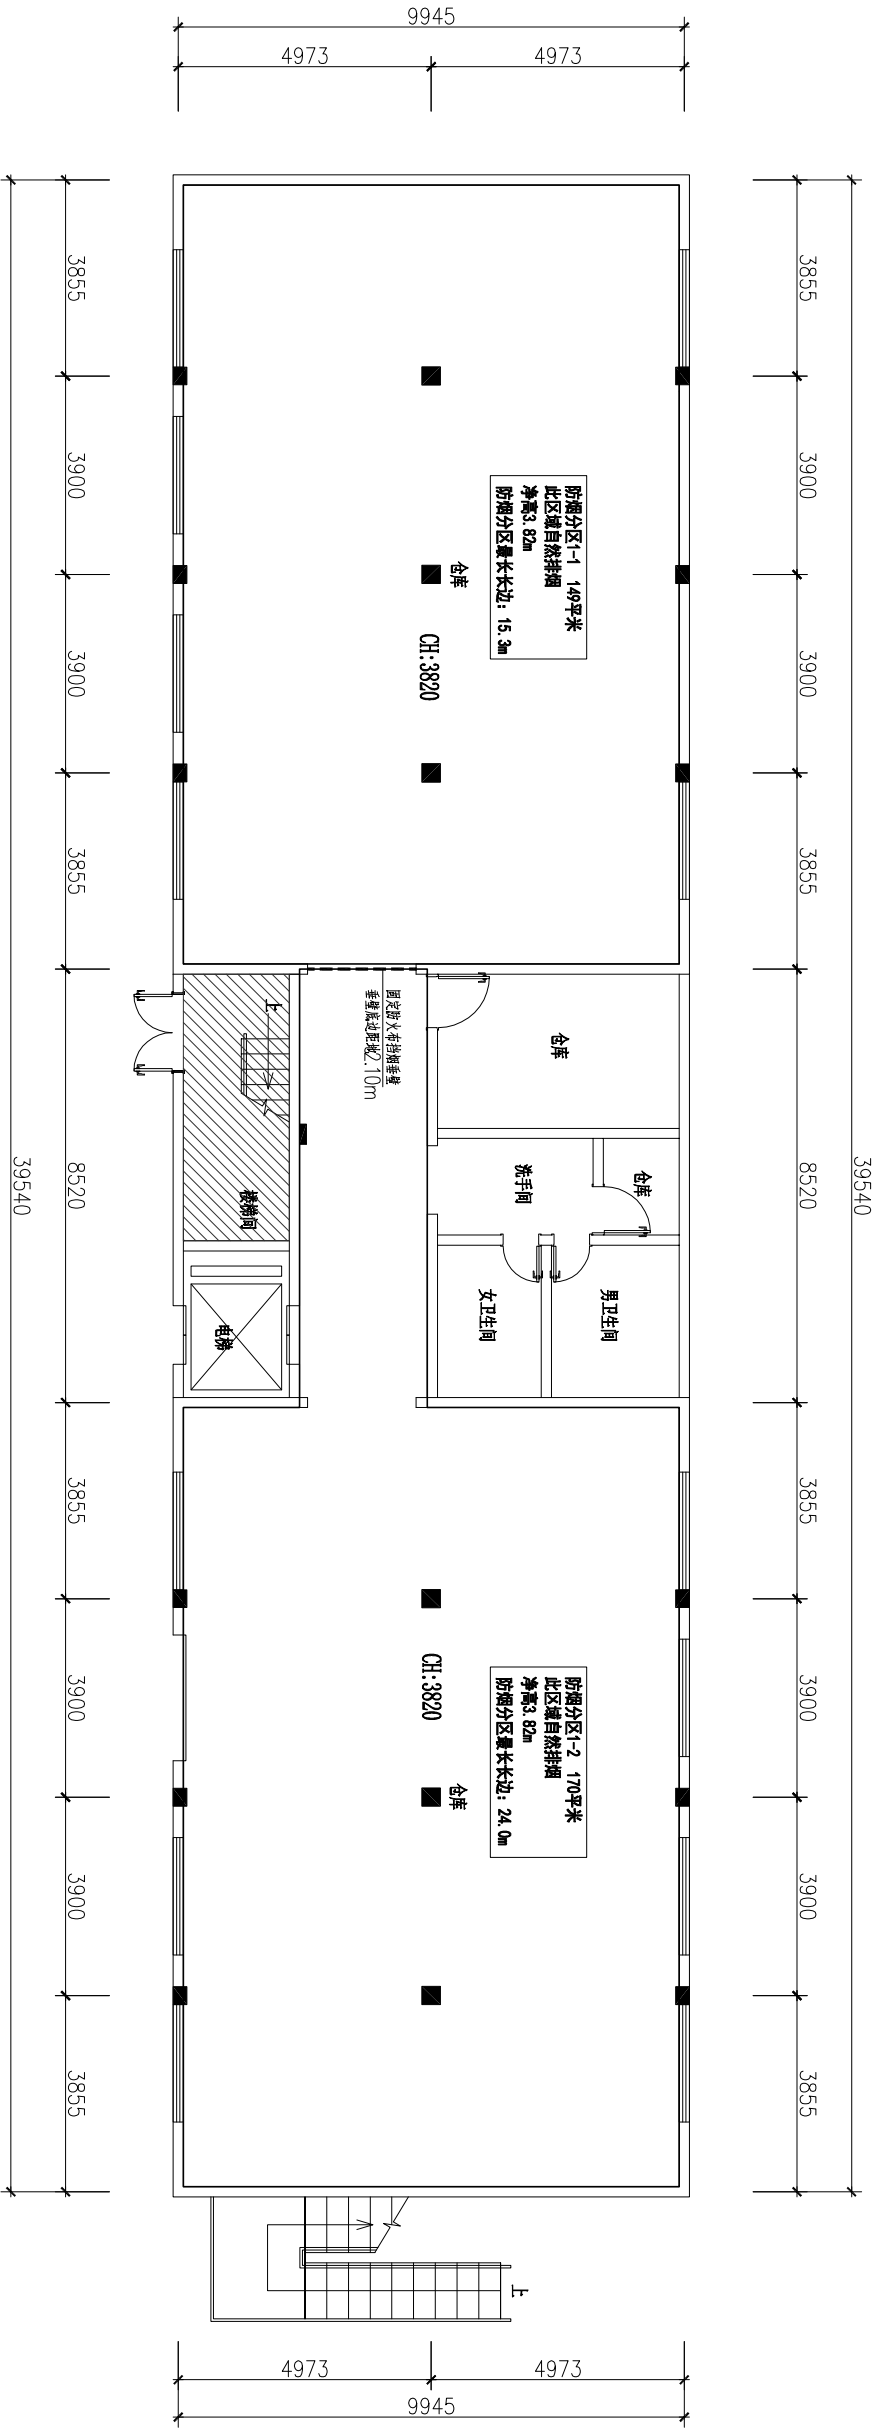 9945
4973
4973
39540
3855
3900
3900
3855
8520
3855
3900
3900
3855
39540
3855
3900
3900
3855
8520
3855
3900
3900
3855
防烟分区1-1 149平米
此区域自然排烟
净高3.82m
防烟分区最长长边：15.3m
仓库
CH:3820
固定防火布挡烟垂壁
垂壁底边距地2.10m
上
楼梯间
电梯
仓库
洗手间
仓库
女卫生间
男卫生间
防烟分区1-2 170平米
此区域自然排烟
净高3.82m
防烟分区最长长边：24.0m
CH:3820
仓库
上
4973
4973
9945